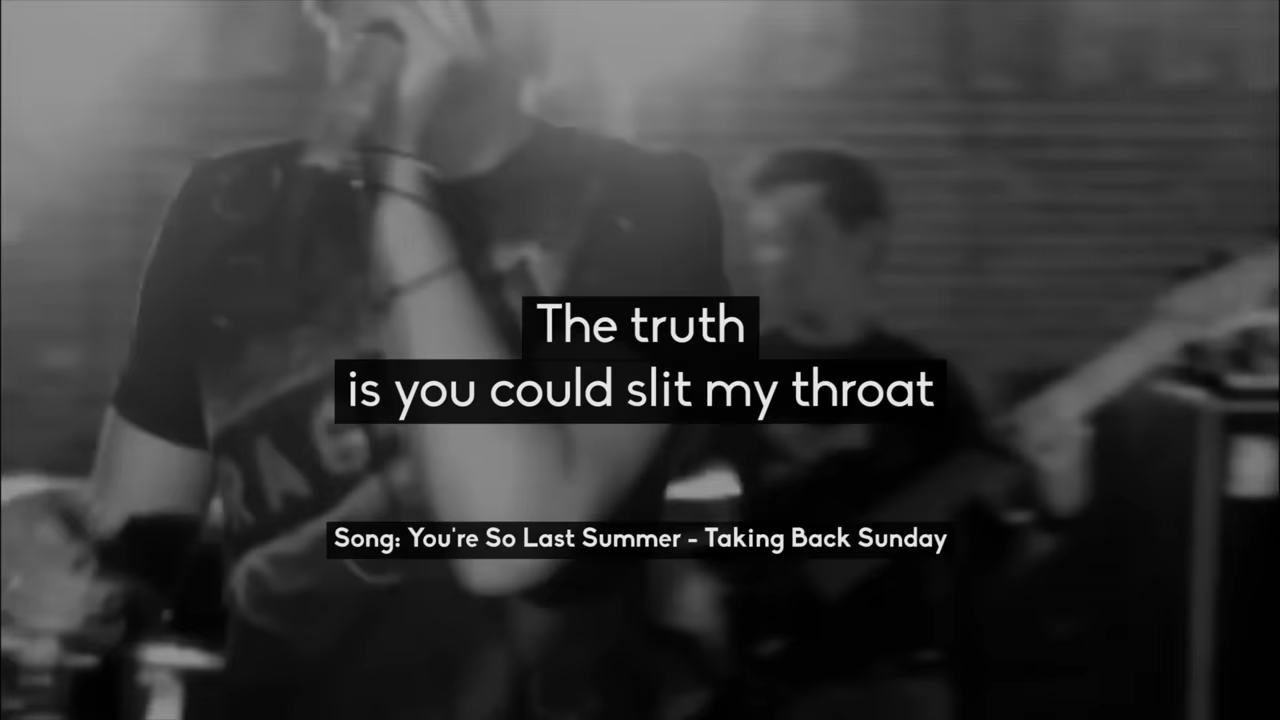 The truth
is you could slit my throat
Song: You're So Last Summer - Taking Back Sunday